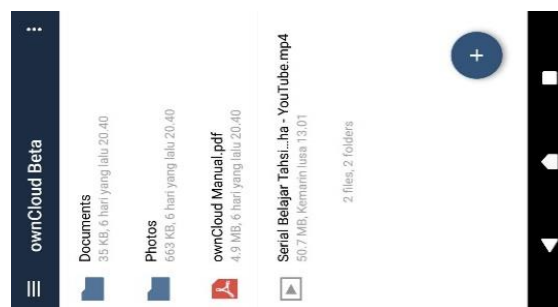 ownCloud Beta
Documents
35 KB, 6 hari yang lalu 20.40
Photos
663 KB, 6 hari yang lalu 20.40
ownCloud Manual.pdf
4.9 MB, 6 hari yang lalu 20.40
Serial Belajar Tahsi...ha - YouTube.mp4
50.7 MB, Kemarin lusa 13.01
2 files, 2 folders